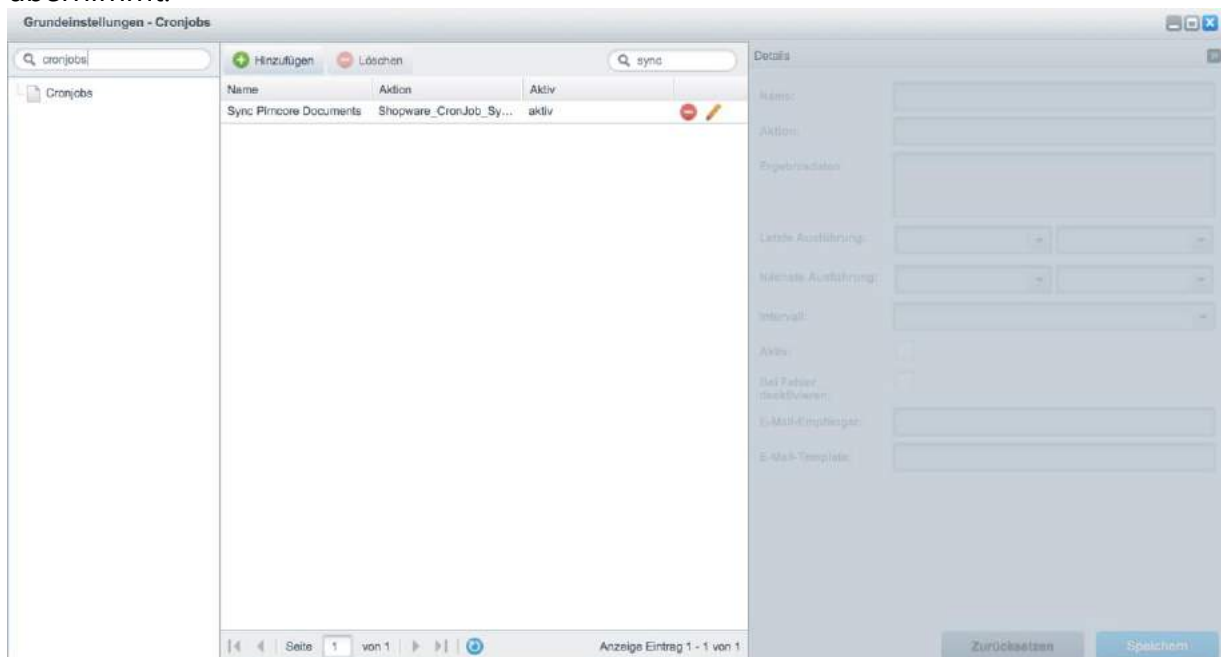 übernimmt.
Grundeinstellungen - Cronjobs
cronjobs
Hinzufügen Löschen
sync
Details
Cronjobs
Name Aktion Aktiv
Sync Pimcore Documents Shopware_CronJob_Sy... aktiv
Name:
Aktion:
Ergebnisdaten:
Letzte Ausführung:
Nächste Ausführung:
Intervall:
Aktiv:
Bei Fehler
deaktivieren:
E-Mail-Empfänger:
E-Mail-Template:
Seite 1 von 1
Anzeige Eintrag 1 - 1 von 1
Zurücksetzen Speichern